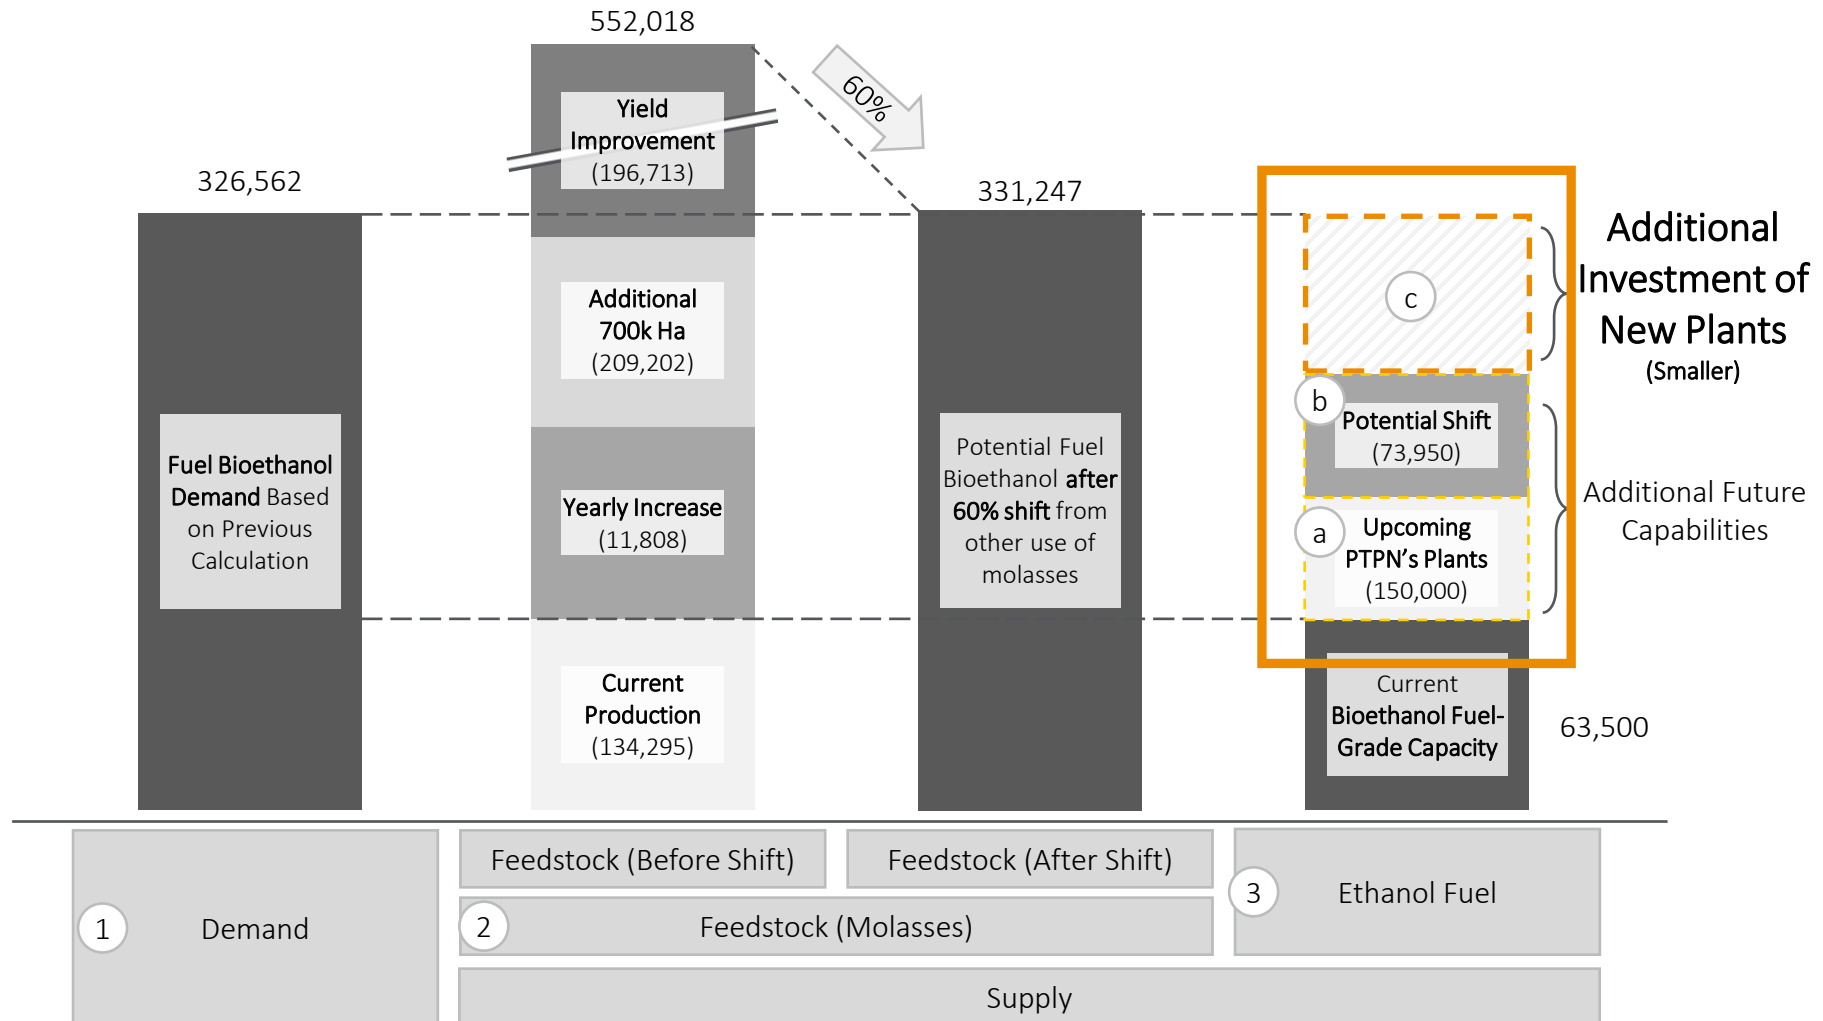 326,562
Fuel Bioethanol
Demand Based
on Previous
Calculation
552,018
Yield
Improvement
(196,713)
Additional
700k Ha
(209,202)
Yearly Increase
(11,808)
Current
Production
(134,295)
60%
331,247
Potential Fuel
Bioethanol after
60% shift from
other use of
molasses
c
b
Potential Shift
(73,950)
a
Upcoming
PTPN's Plants
(150,000)
Current
Bioethanol Fuel-
Grade Capacity
63,500
Additional
Investment of
New Plants
(Smaller)
Additional Future
Capabilities
1
Demand
Feedstock (Before Shift)
Feedstock (After Shift)
2
Feedstock (Molasses)
3
Ethanol Fuel
Supply